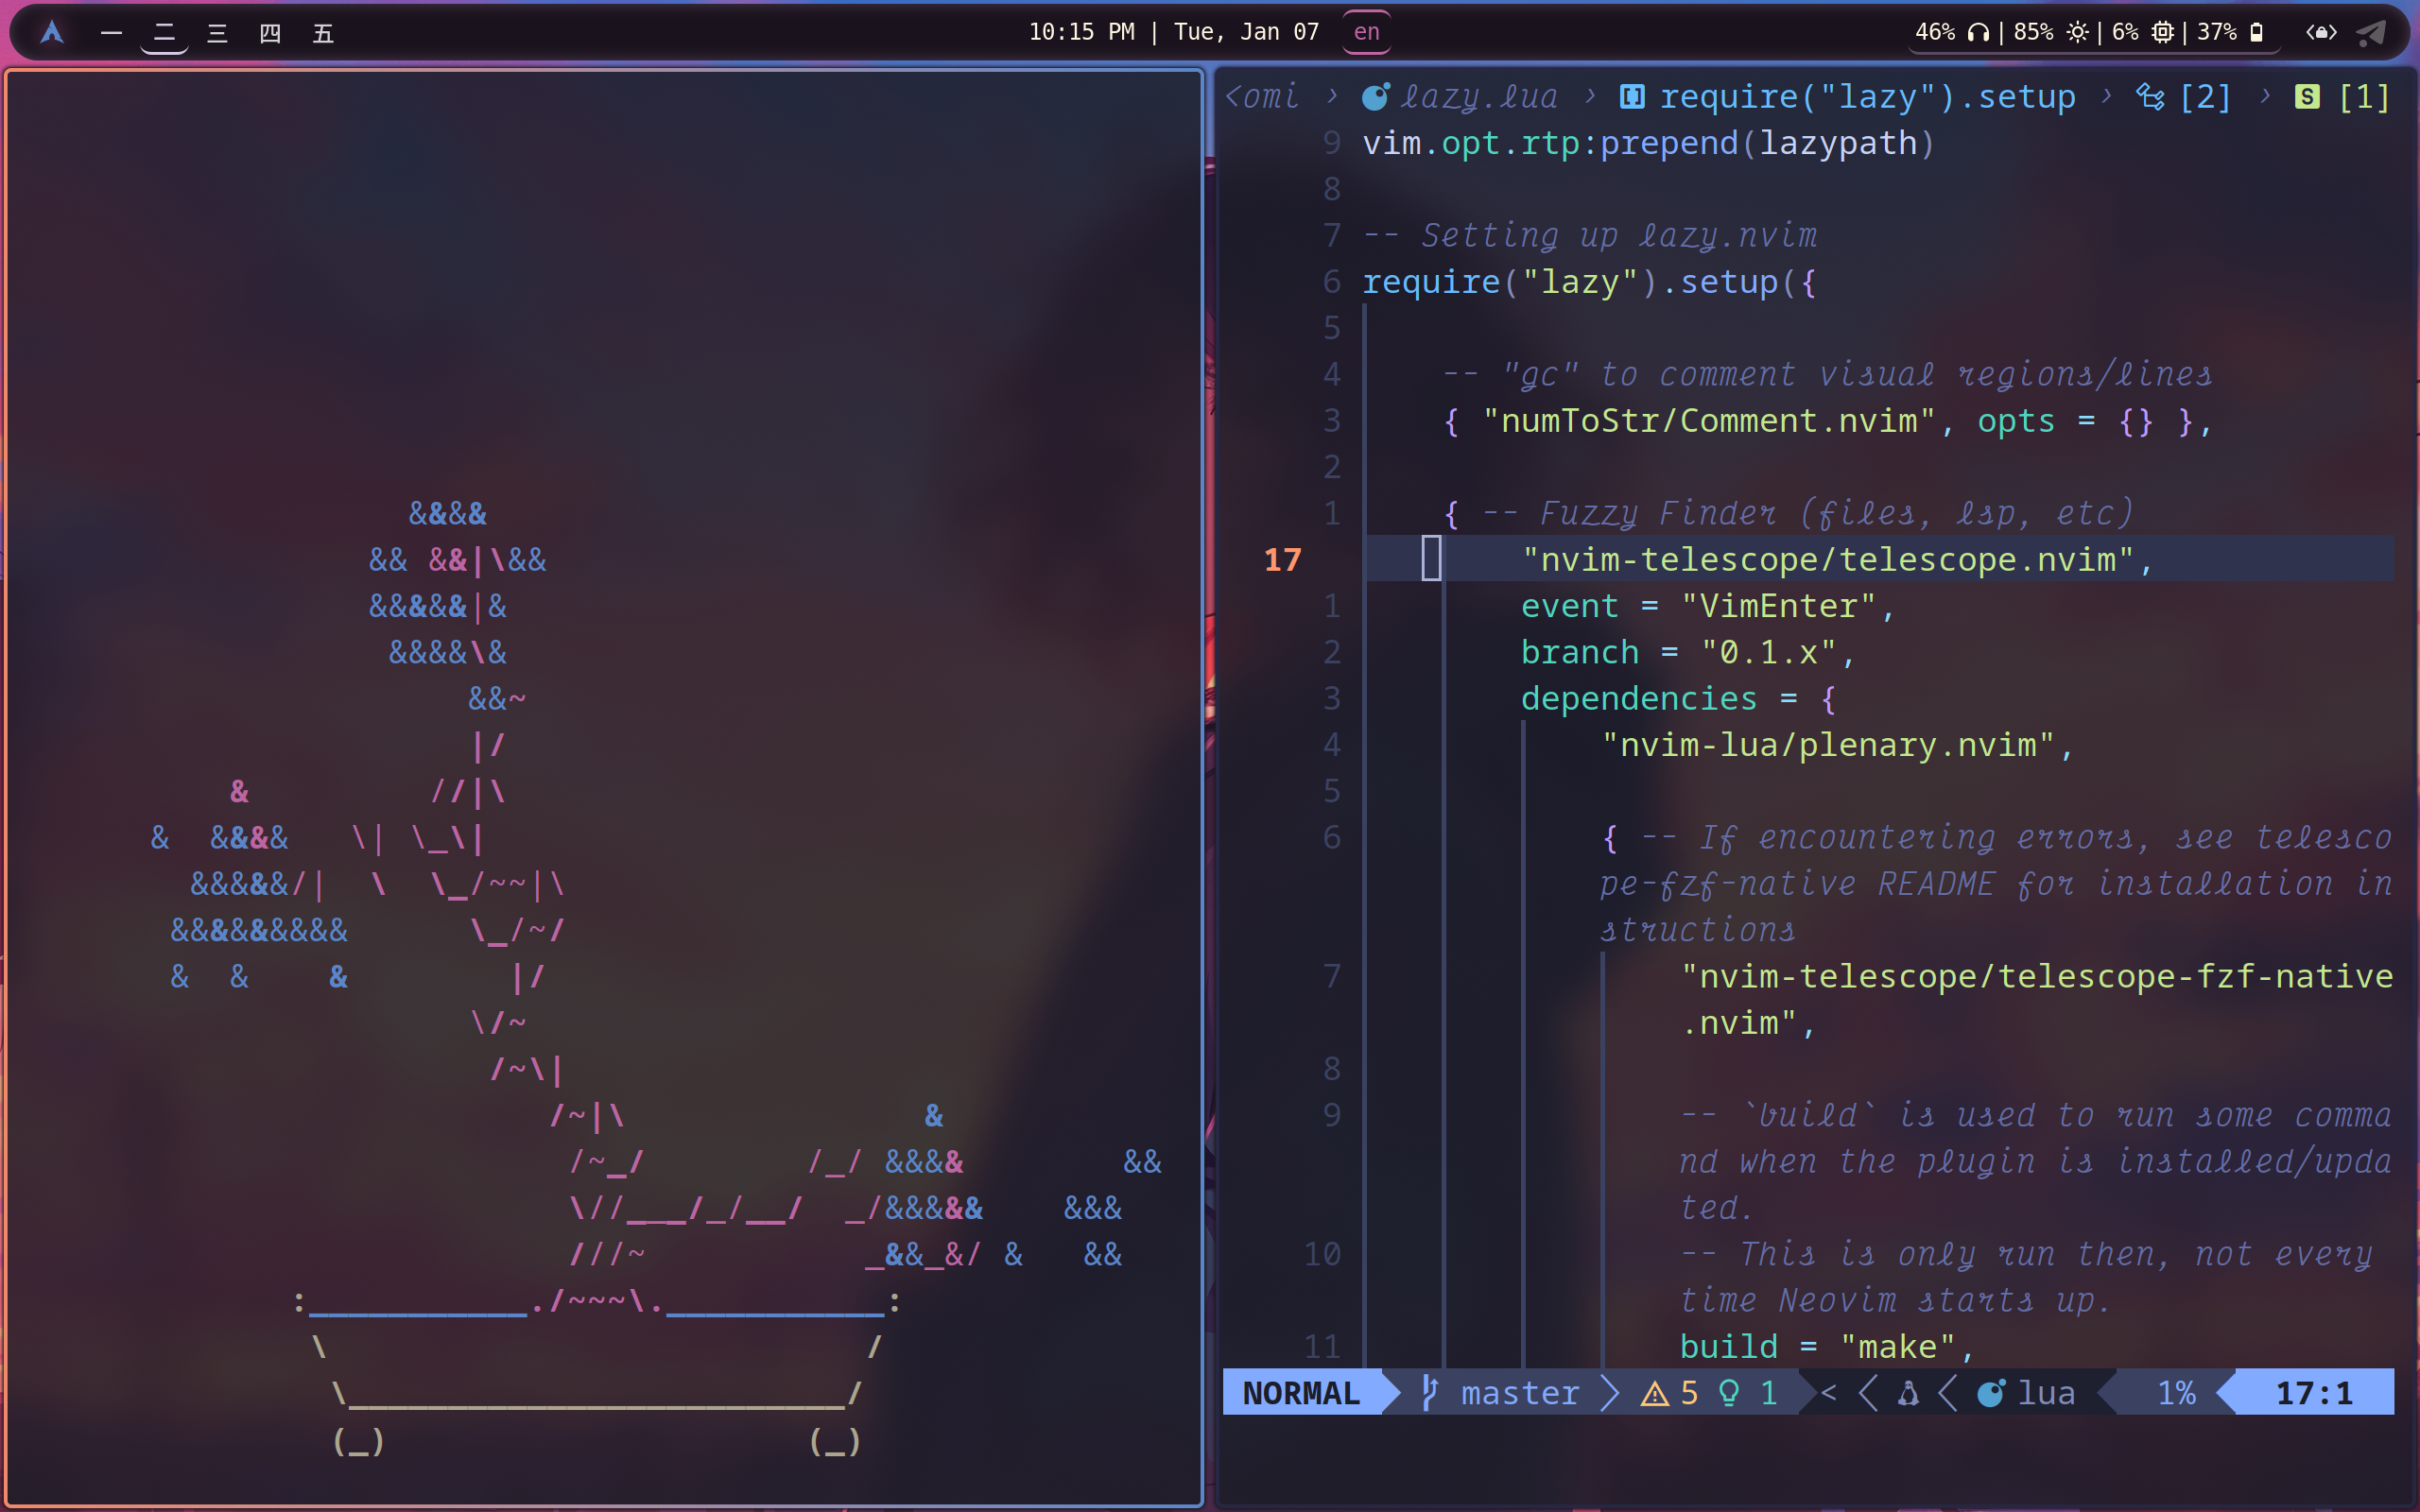 一 二 三 四 五
10:15 PM | Tue, Jan 07 en
46% | 85% | 6% | 37%
&&&&
&& &&|\&&
&&&&&|&
&&&&\&
&&~
|/
& //|\
& &&&& \| \_\|
&&&&&/| \ \_/~~|\
&&&&&&&&& \_/~/
& & & |/
\/~
/~\|
/~|\ &
/~_/ /_/ &&&& &&
\//___/_/__/ _/&&&&& &&&
///~ _&&_&/ & &&
:___________./~~~\.___________:
\ /
\_________________________/
(_) (_)
<omi › lazy.lua › require("lazy").setup › [2] › S [1]
9 vim.opt.rtp:prepend(lazypath)
8
7 -- Setting up lazy.nvim
6 require("lazy").setup({
5
4 -- "gc" to comment visual regions/lines
3 { "numToStr/Comment.nvim", opts = {} },
2
1 { -- Fuzzy Finder (files, lsp, etc)
17 "nvim-telescope/telescope.nvim",
1 event = "VimEnter",
2 branch = "0.1.x",
3 dependencies = {
4 "nvim-lua/plenary.nvim",
5
6 { -- If encountering errors, see telesco
pe-fzf-native README for installation in
structions
7 "nvim-telescope/telescope-fzf-native
.nvim",
8
9 -- `build` is used to run some comma
nd when the plugin is installed/upda
ted.
10 -- This is only run then, not every
time Neovim starts up.
11 build = "make",
NORMAL master 5 1 < lua 1% 17:1